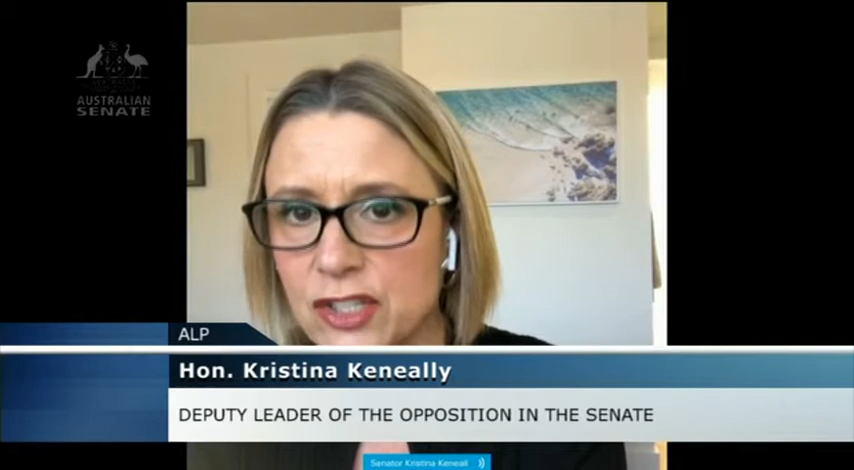 AUSTRALIAN
SENATE
ALP
Hon. Kristina Keneally
DEPUTY LEADER OF THE OPPOSITION IN THE SENATE
Senator Kristina Keneall